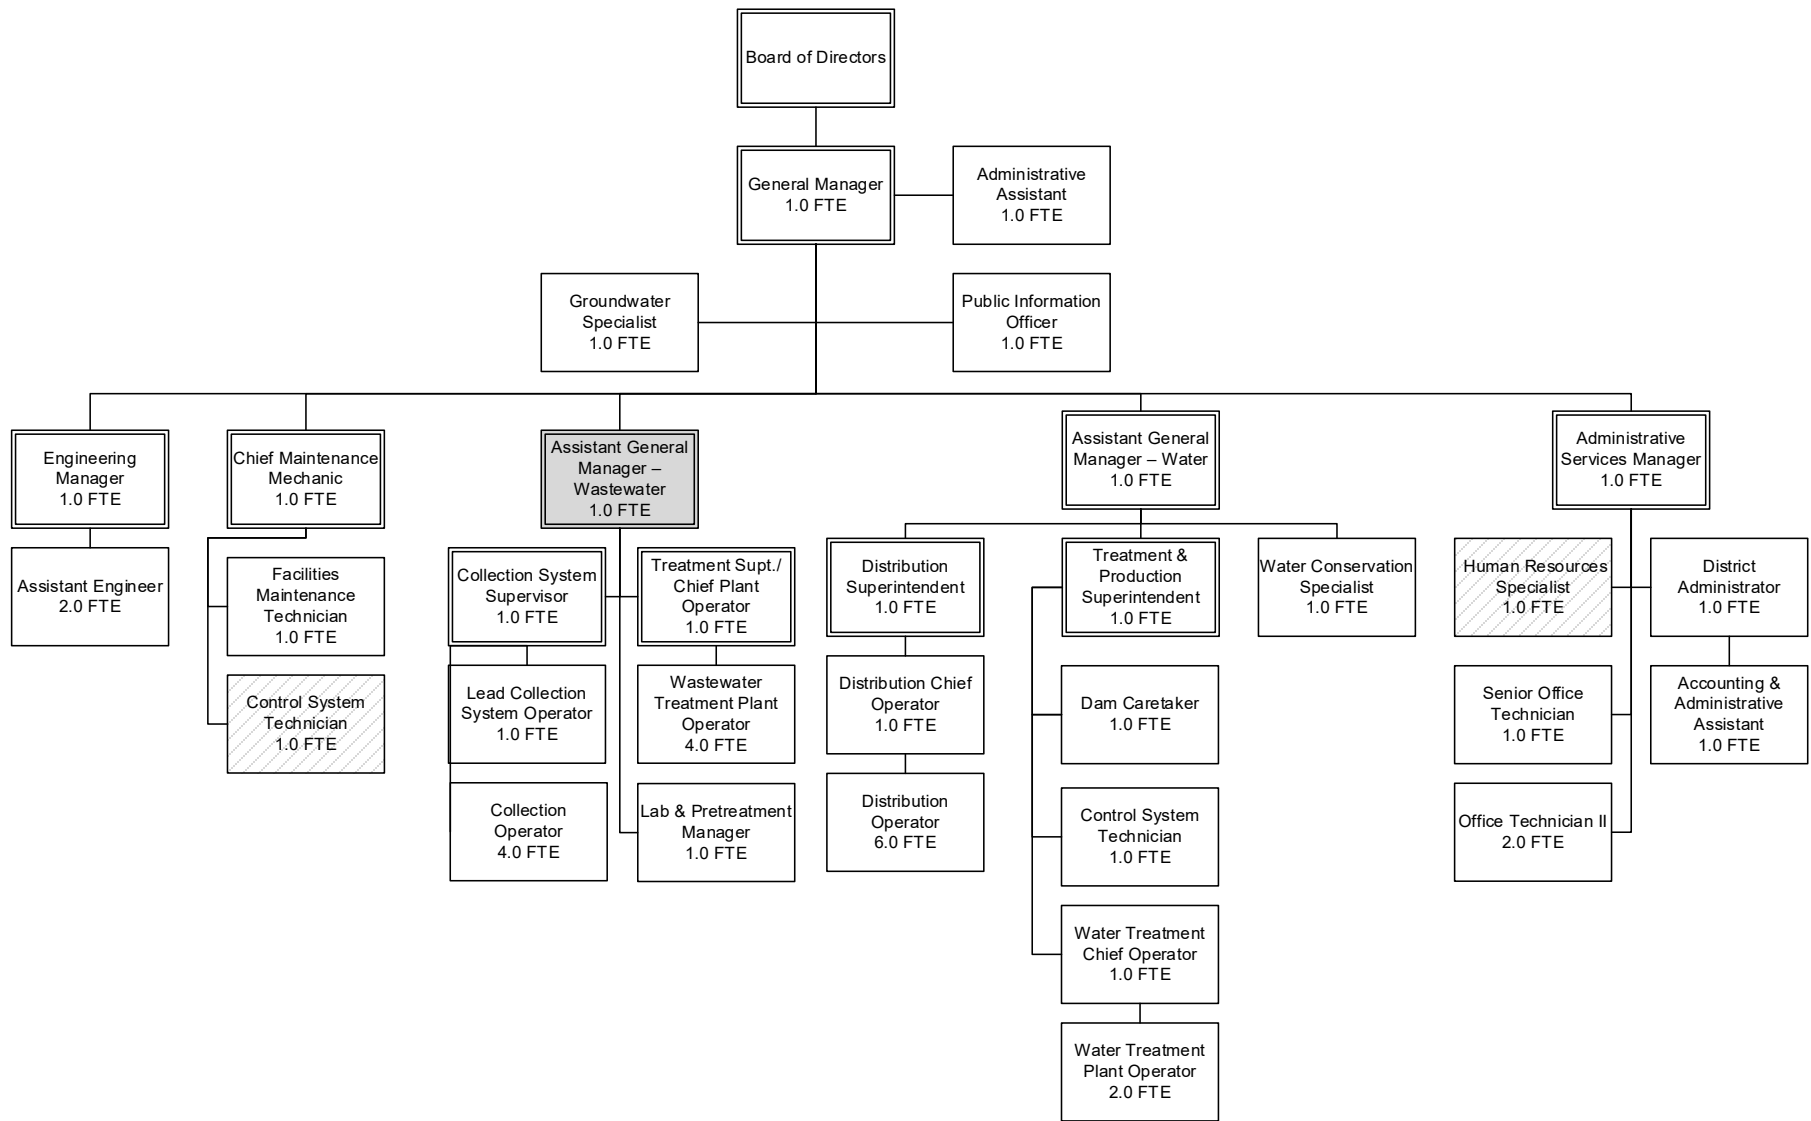 Board of Directors
General Manager
1.0 FTE
Administrative
Assistant
1.0 FTE
Groundwater
Specialist
1.0 FTE
Public Information
Officer
1.0 FTE
Engineering
Manager
1.0 FTE
Chief Maintenance
Mechanic
1.0 FTE
Assistant General
Manager –
Wastewater
1.0 FTE
Assistant General
Manager – Water
1.0 FTE
Administrative
Services Manager
1.0 FTE
Assistant Engineer
2.0 FTE
Facilities
Maintenance
Technician
1.0 FTE
Control System
Technician
1.0 FTE
Collection System
Supervisor
1.0 FTE
Treatment Supt./
Chief Plant
Operator
1.0 FTE
Lead Collection
System Operator
1.0 FTE
Wastewater
Treatment Plant
Operator
4.0 FTE
Collection
Operator
4.0 FTE
Lab & Pretreatment
Manager
1.0 FTE
Distribution
Superintendent
1.0 FTE
Treatment &
Production
Superintendent
1.0 FTE
Water Conservation
Specialist
1.0 FTE
Distribution Chief
Operator
1.0 FTE
Distribution
Operator
6.0 FTE
Dam Caretaker
1.0 FTE
Control System
Technician
1.0 FTE
Water Treatment
Chief Operator
1.0 FTE
Water Treatment
Plant Operator
2.0 FTE
Human Resources
Specialist
1.0 FTE
District
Administrator
1.0 FTE
Senior Office
Technician
1.0 FTE
Accounting &
Administrative
Assistant
1.0 FTE
Office Technician II
2.0 FTE